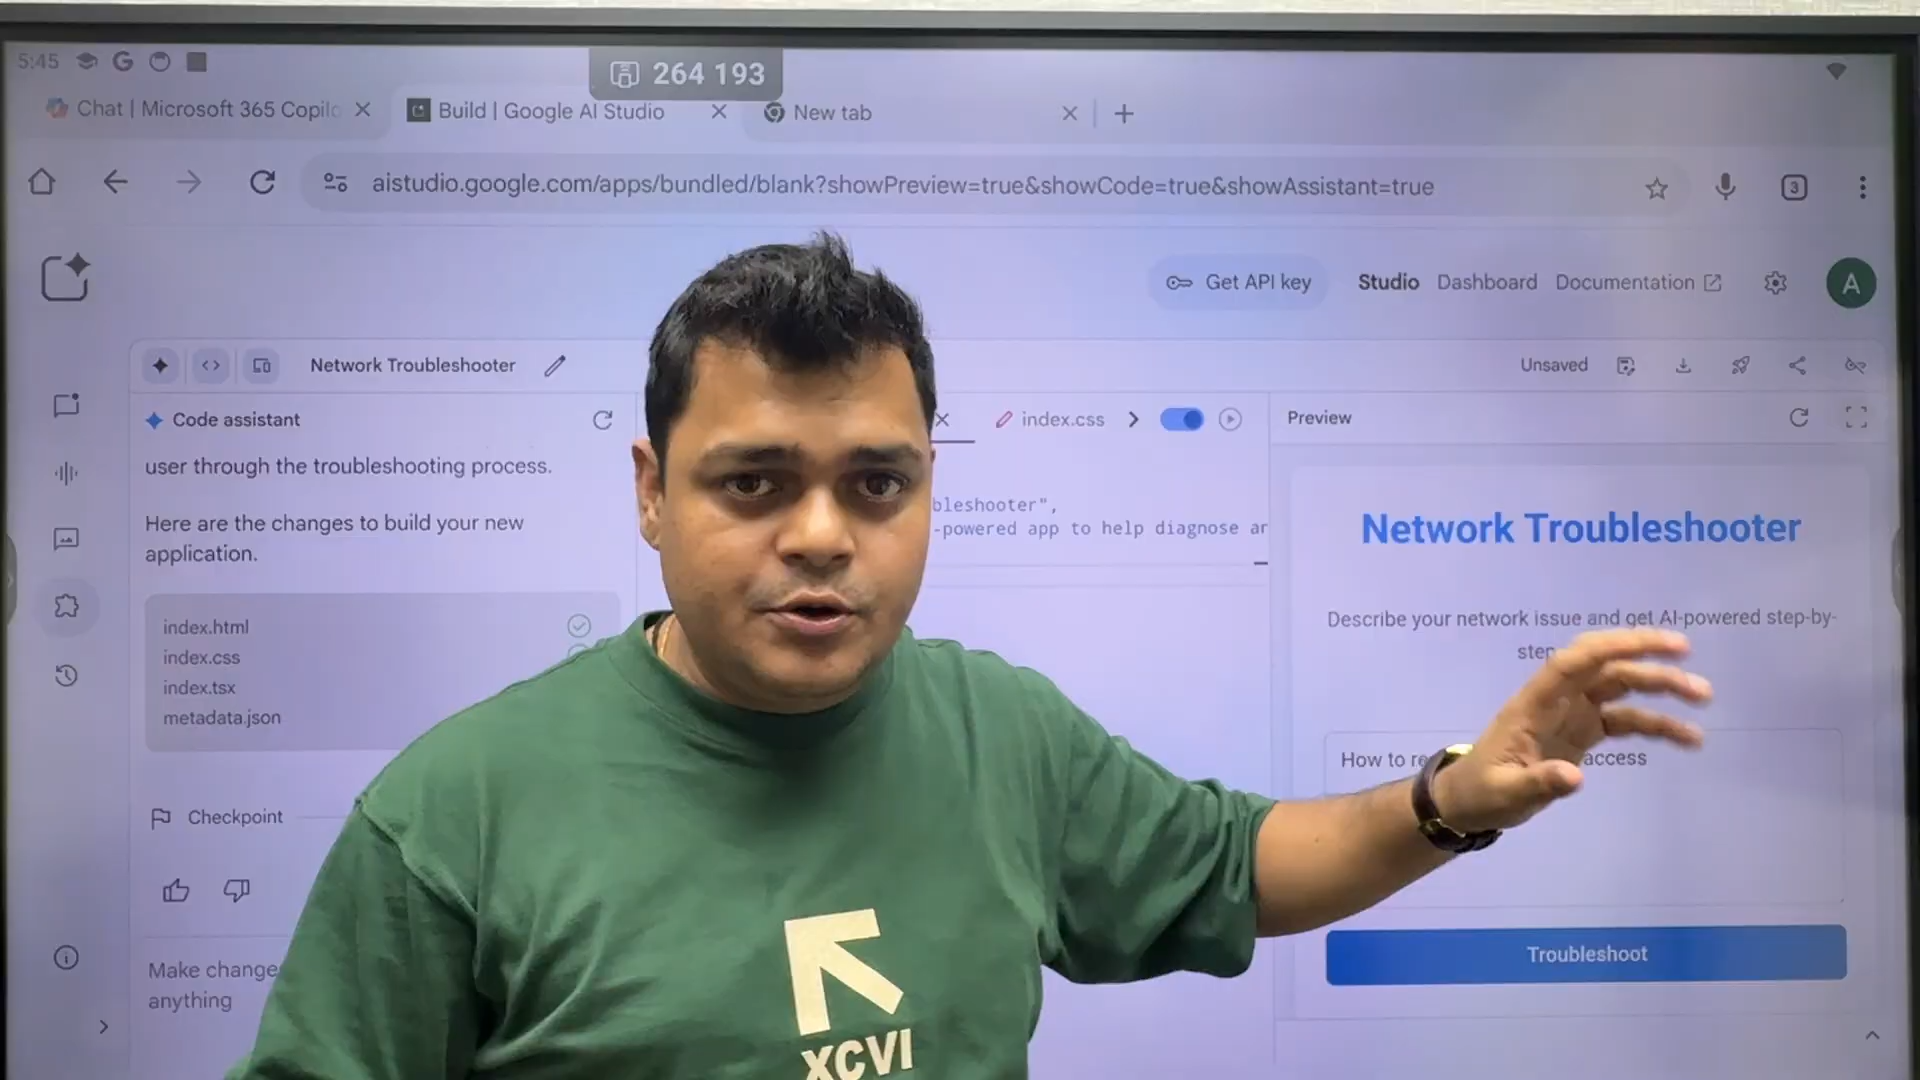 5:45
264 193
Chat | Microsoft 365 Copilo
Build | Google AI Studio
New tab
aistudio.google.com/apps/bundled/blank?showPreview=true&showCode=true&showAssistant=true
3
Get API key
Studio
Dashboard
Documentation
A
Network Troubleshooter
Unsaved
Code assistant
index.css
Preview
user through the troubleshooting process.
Here are the changes to build your new
application.
index.html
index.css
index.tsx
metadata.json
Checkpoint
Make change
anything
bleshooter",
-powered app to help diagnose ar
Network Troubleshooter
Describe your network issue and get AI-powered step-by-
step
How to re
access
Troubleshoot
XCVI